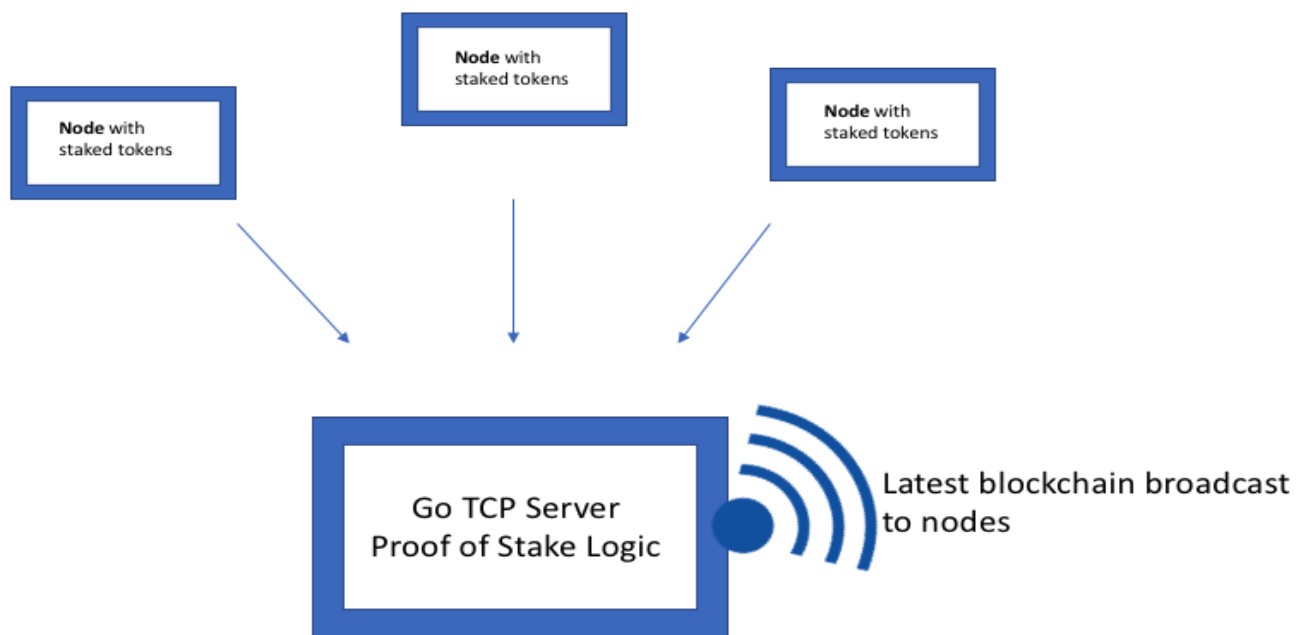 Node with
staked tokens
Node with
staked tokens
Node with
staked tokens
Go TCP Server
Proof of Stake Logic
Latest blockchain broadcast
to nodes